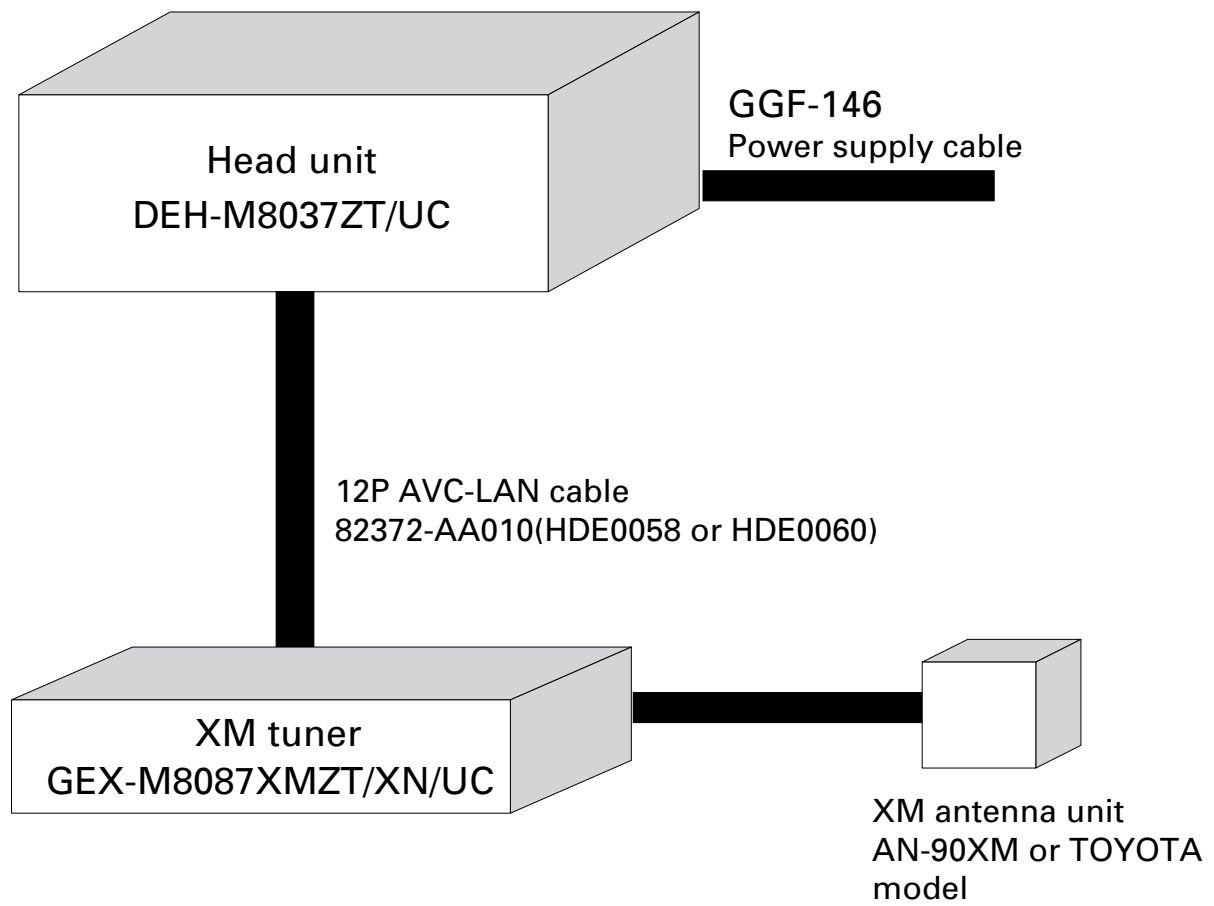 GGF-146
Power supply cable
Head unit
DEH-M8037ZT/UC
12P AVC-LAN cable
82372-AA010(HDE0058 or HDE0060)
XM tuner
GEX-M8087XMZT/XN/UC
XM antenna unit
AN-90XM or TOYOTA
model